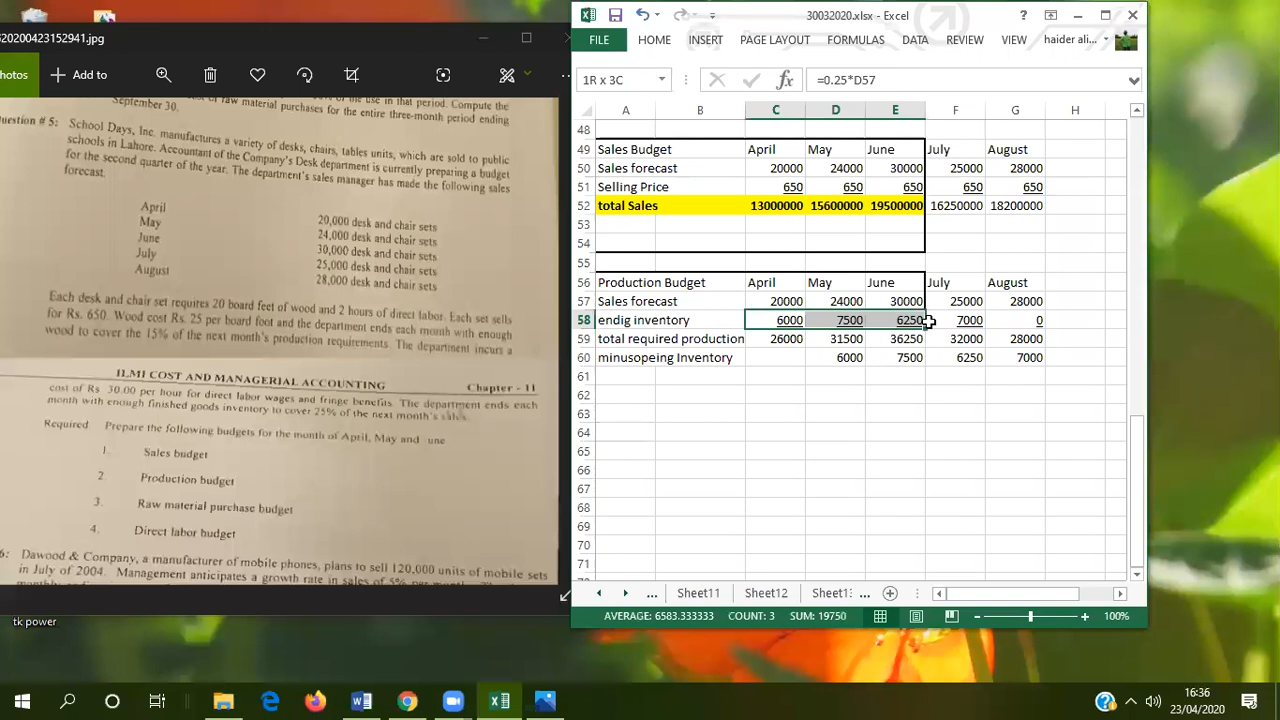 20200423152941.jpg
hotos
Add to
of raw material purchases for the entire three-month period ending
of the use in that period. Compute the
September 30.
uestion # 5:
School Days, Inc. manufactures a variety of desks, chairs, tables units, which are sold to public
schools in Lahore. Accountant of the Company's Desk department is currently preparing a budget
for the second quarter of the year. The department's sales manager has made the following sales
forecast.
April 20,000 desk and chair sets
May 24,000 desk and chair sets
June 30,000 desk and chair sets
July 25,000 desk and chair sets
August 28,000 desk and chair sets
Each desk and chair set requires 20 board feet of wood and 2 hours of direct labor. Each set sells
for Rs. 650. Wood cost Rs. 25 per board foot and the department ends each month with enough
wood to cover the 15% of the next month's production requirements. The department incurs a
ILMI COST AND MANAGERIAL ACCOUNTING Chapter - 11
cost of Rs. 30.00 per hour for direct labor wages and fringe benefits. The department ends each
month with enough finished goods inventory to cover 25% of the next month's sales.
Required Prepare the following budgets for the month of April, May and une
1. Sales budget
2. Production budget
3. Raw material purchase budget
4. Direct labor budget
6: Dawood & Company, a manufacturer of mobile phones, plans to sell 120,000 units of mobile sets
in July of 2004. Management anticipates a growth rate in sales of 5% per month.
tk power
30032020.xlsx - Excel
FILE HOME INSERT PAGE LAYOUT FORMULAS DATA REVIEW VIEW haider ali...
1R x 3C fx =0.25*D57
A B C D E F G H
48
49 Sales Budget April May June July August
50 Sales forecast 20000 24000 30000 25000 28000
51 Selling Price 650 650 650 650 650
52 total Sales 13000000 15600000 19500000 16250000 18200000
53
54
55
56 Production Budget April May June July August
57 Sales forecast 20000 24000 30000 25000 28000
58 endig inventory 6000 7500 6250 7000 0
59 total required production 26000 31500 36250 32000 28000
60 minusopeing Inventory 6000 7500 6250 7000
61
62
63
64
65
66
67
68
69
70
71
... Sheet11 Sheet12 Sheet1 ...
AVERAGE: 6583.333333 COUNT: 3 SUM: 19750 100%
16:36
23/04/2020